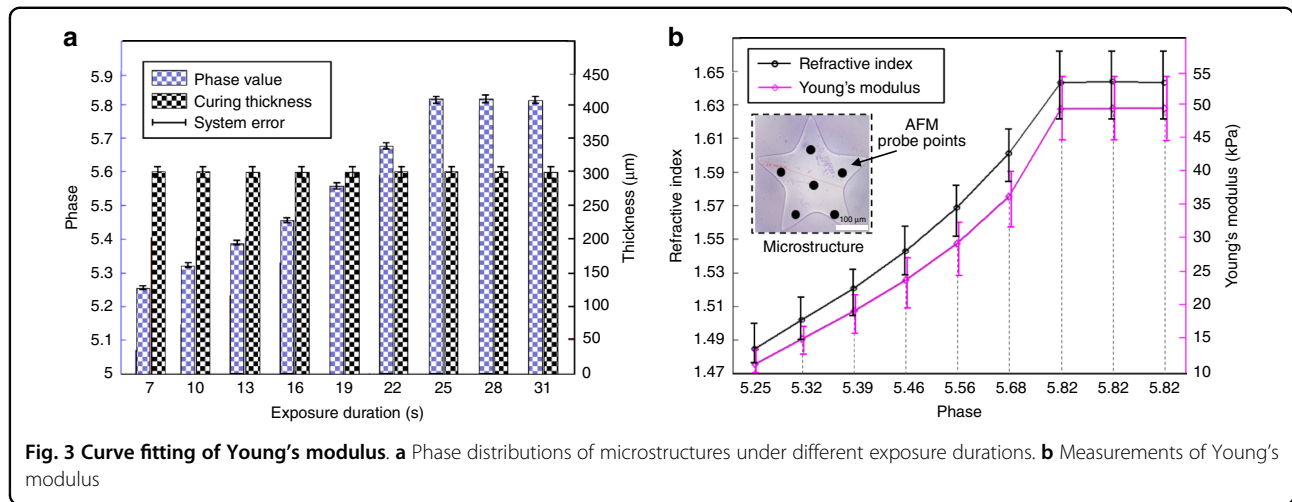 a
Phase value
Curing thickness
System error
5.9
5.8
5.7
5.6
5.5
5.4
5.3
5.2
5.1
5
Phase
450
400
350
300
250
200
150
100
50
0
Thickness (μm)
7 10 13 16 19 22 25 28 31
Exposure duration (s)
b
Refractive index
Young's modulus
AFM
probe points
100 μm
Microstructure
1.65
1.63
1.61
1.59
1.57
1.55
1.53
1.51
1.49
1.47
Refractive index
55
50
45
40
35
30
25
20
15
10
Young's modulus (kPa)
5.25 5.32 5.39 5.46 5.56 5.68 5.82 5.82 5.82
Phase
Fig. 3 Curve fitting of Young's modulus. a Phase distributions of microstructures under different exposure durations. b Measurements of Young's
modulus